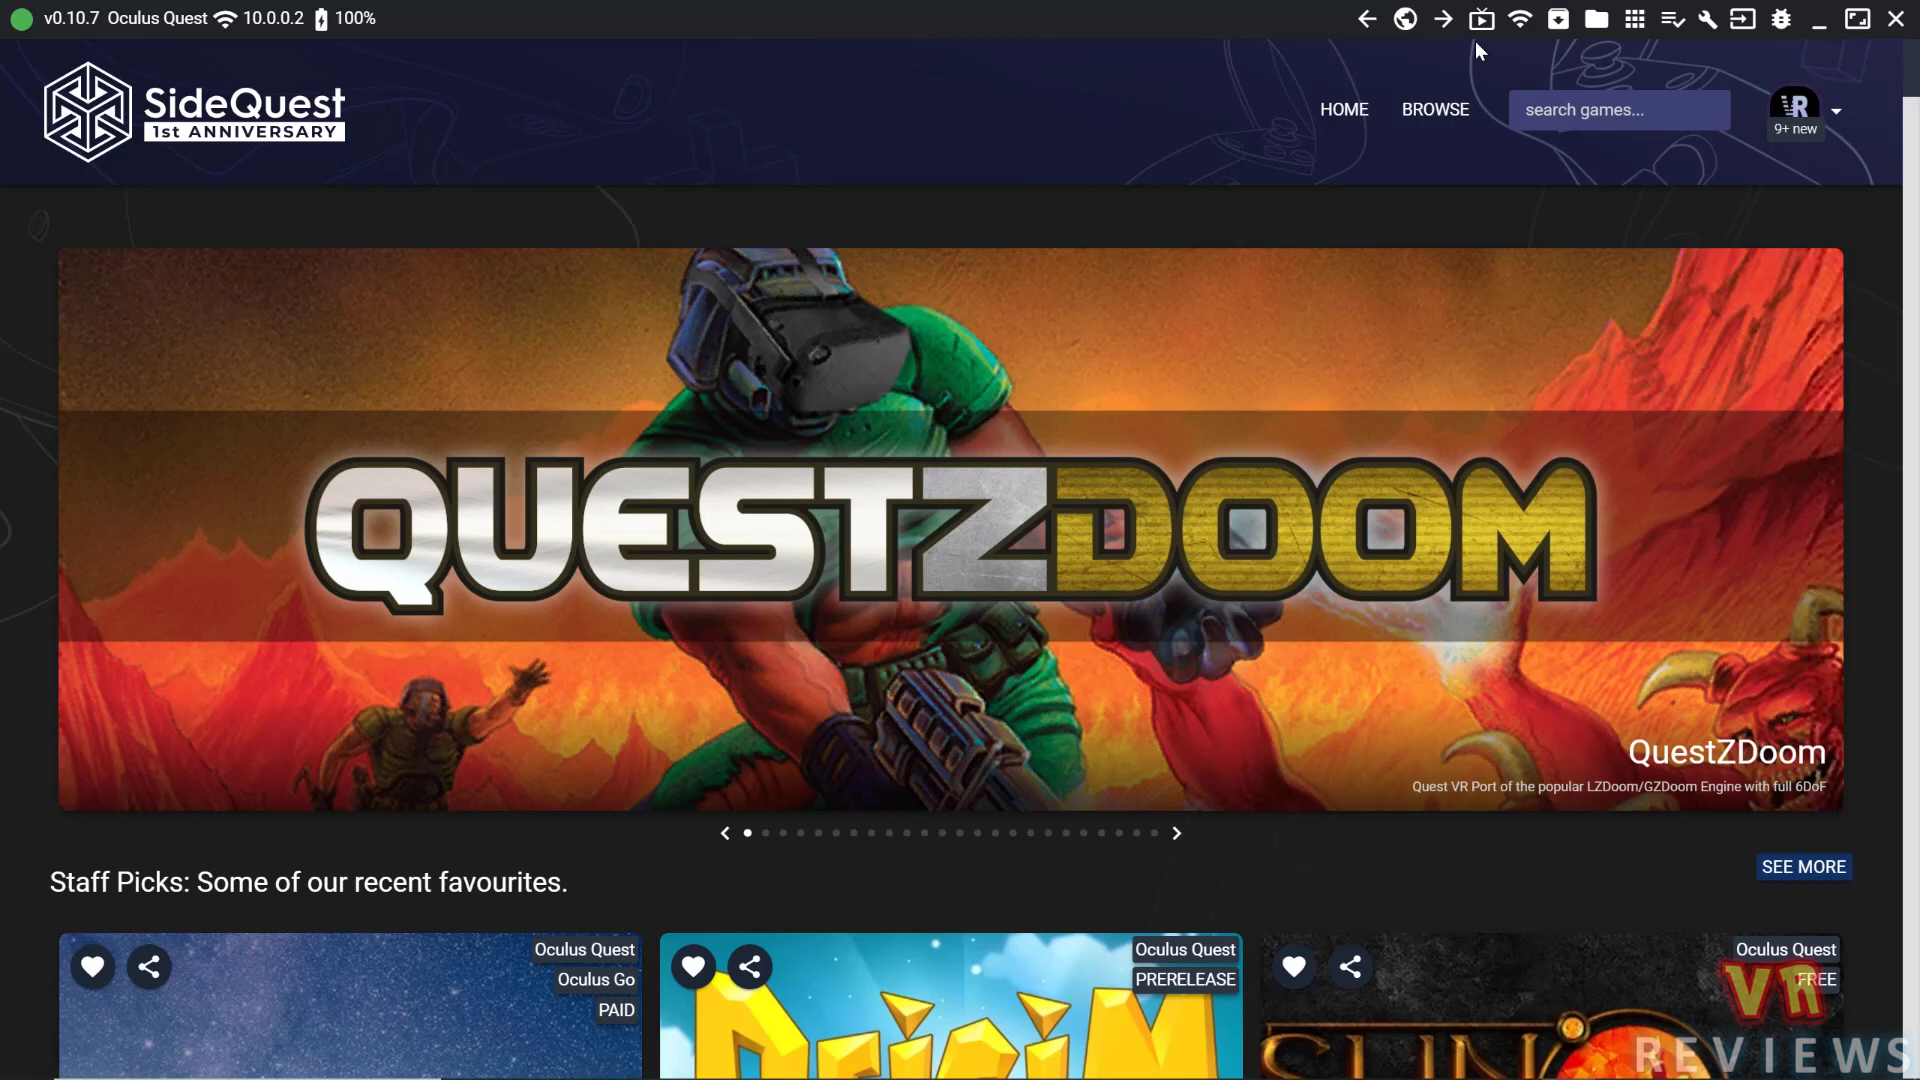 v0.10.7 Oculus Quest 10.0.0.2 100%
SideQuest
1st ANNIVERSARY
HOME BROWSE search games...
VR
9+ new
QUESTZDOOM
QuestZDoom
Quest VR Port of the popular LZDoom/GZDoom Engine with full 6DoF
SEE MORE
Staff Picks: Some of our recent favourites.
Oculus Quest
Oculus Go
PAID
Oculus Quest
PRERELEASE
Oculus Quest
FREE
VR
REVIEWS